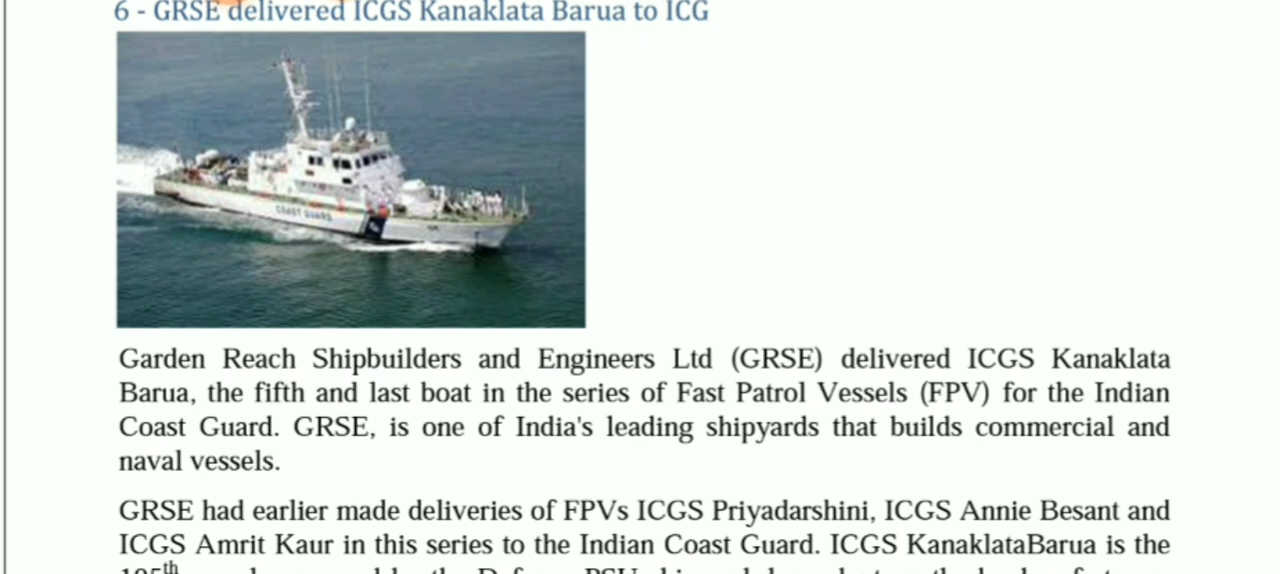 6 - GRSE delivered ICGS Kanaklata Barua to ICG
COAST GUARD
Garden Reach Shipbuilders and Engineers Ltd (GRSE) delivered ICGS Kanaklata
Barua, the fifth and last boat in the series of Fast Patrol Vessels (FPV) for the Indian
Coast Guard. GRSE, is one of India's leading shipyards that builds commercial and
naval vessels.
GRSE had earlier made deliveries of FPVs ICGS Priyadarshini, ICGS Annie Besant and
ICGS Amrit Kaur in this series to the Indian Coast Guard. ICGS KanaklataBarua is the